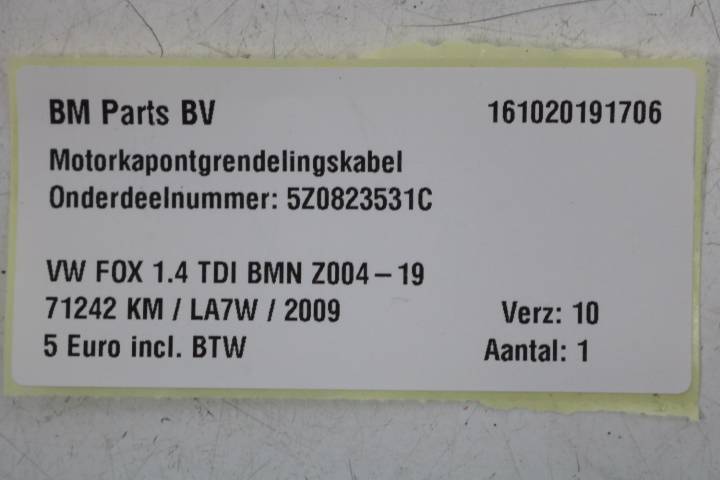 BM Parts BV 161020191706
Motorkapontgrendelingskabel
Onderdeelnummer: 5Z0823531C
VW FOX 1.4 TDI BMN Z004-19
71242 KM / LA7W / 2009 Verz: 10
5 Euro incl. BTW Aantal: 1